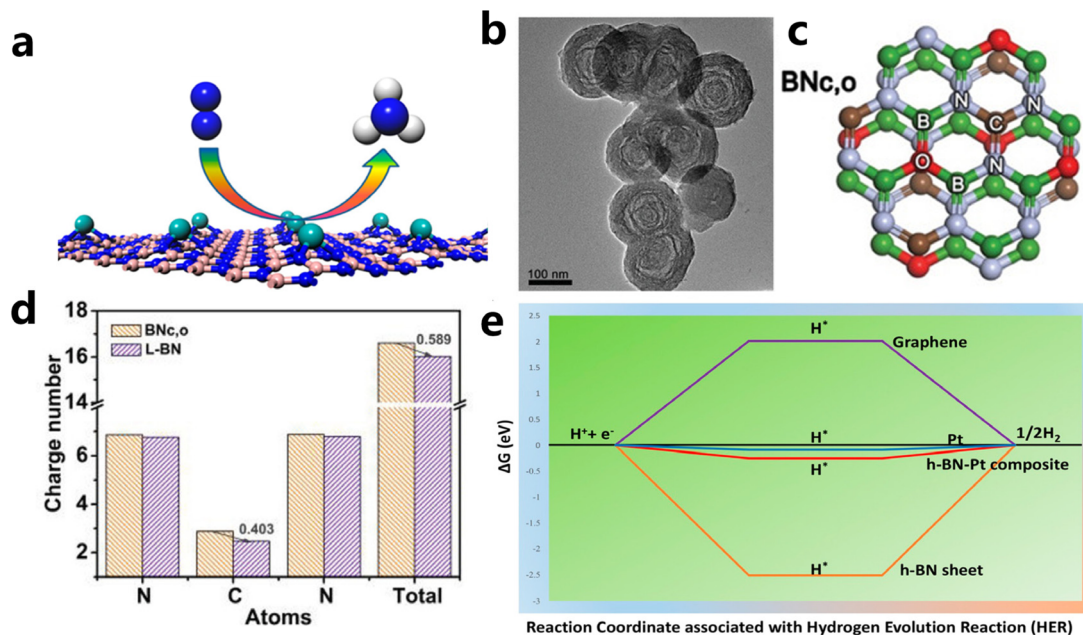 a
b
100 nm
c
BNc,o
N
N
B
C
O
N
B
d
18
16
14
6
4
2
Charge number
BNc,o
L-BN
0.589
0.403
N
C
N
Total
Atoms
e
2.5
2
1.5
1
0.5
0
-0.5
-1
-1.5
-2
-2.5
-3
ΔG (eV)
H*
Graphene
H⁺+ e⁻
H*
Pt
1/2H₂
H*
h-BN-Pt composite
H*
h-BN sheet
Reaction Coordinate associated with Hydrogen Evolution Reaction (HER)